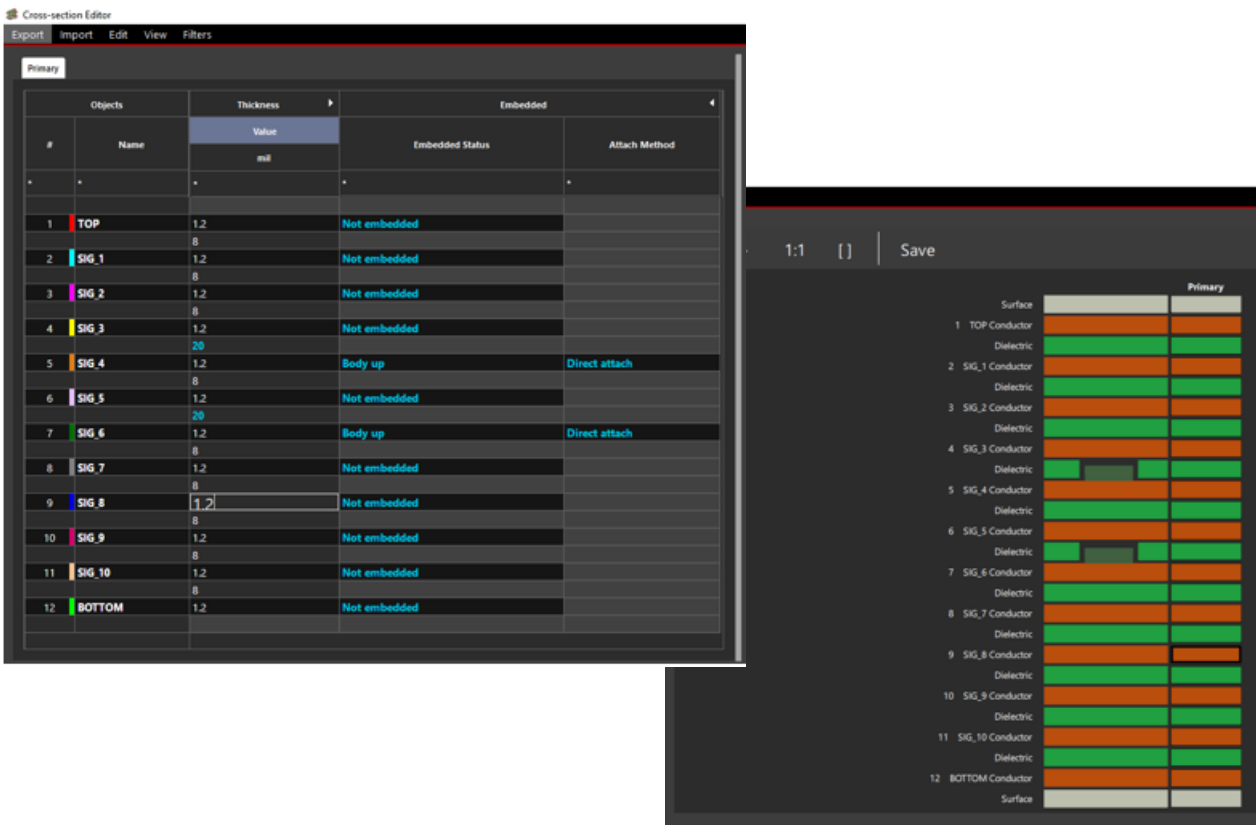 Cross-section Editor
Export Import Edit View Filters
Primary
Objects Thickness Embedded
# Name Value Embedded Status Attach Method
mil
* * * * *
1 TOP 1.2 Not embedded
8
2 SIG_1 1.2 Not embedded
8
3 SIG_2 1.2 Not embedded
8
4 SIG_3 1.2 Not embedded
20
5 SIG_4 1.2 Body up Direct attach
8
6 SIG_5 1.2 Not embedded
20
7 SIG_6 1.2 Body up Direct attach
8
8 SIG_7 1.2 Not embedded
8
9 SIG_8 1.2 Not embedded
8
10 SIG_9 1.2 Not embedded
8
11 SIG_10 1.2 Not embedded
8
12 BOTTOM 1.2 Not embedded
1:1 [ ] Save
Primary
Surface
1 TOP Conductor
Dielectric
2 SIG_1 Conductor
Dielectric
3 SIG_2 Conductor
Dielectric
4 SIG_3 Conductor
Dielectric
5 SIG_4 Conductor
Dielectric
6 SIG_5 Conductor
Dielectric
7 SIG_6 Conductor
Dielectric
8 SIG_7 Conductor
Dielectric
9 SIG_8 Conductor
Dielectric
10 SIG_9 Conductor
Dielectric
11 SIG_10 Conductor
Dielectric
12 BOTTOM Conductor
Surface